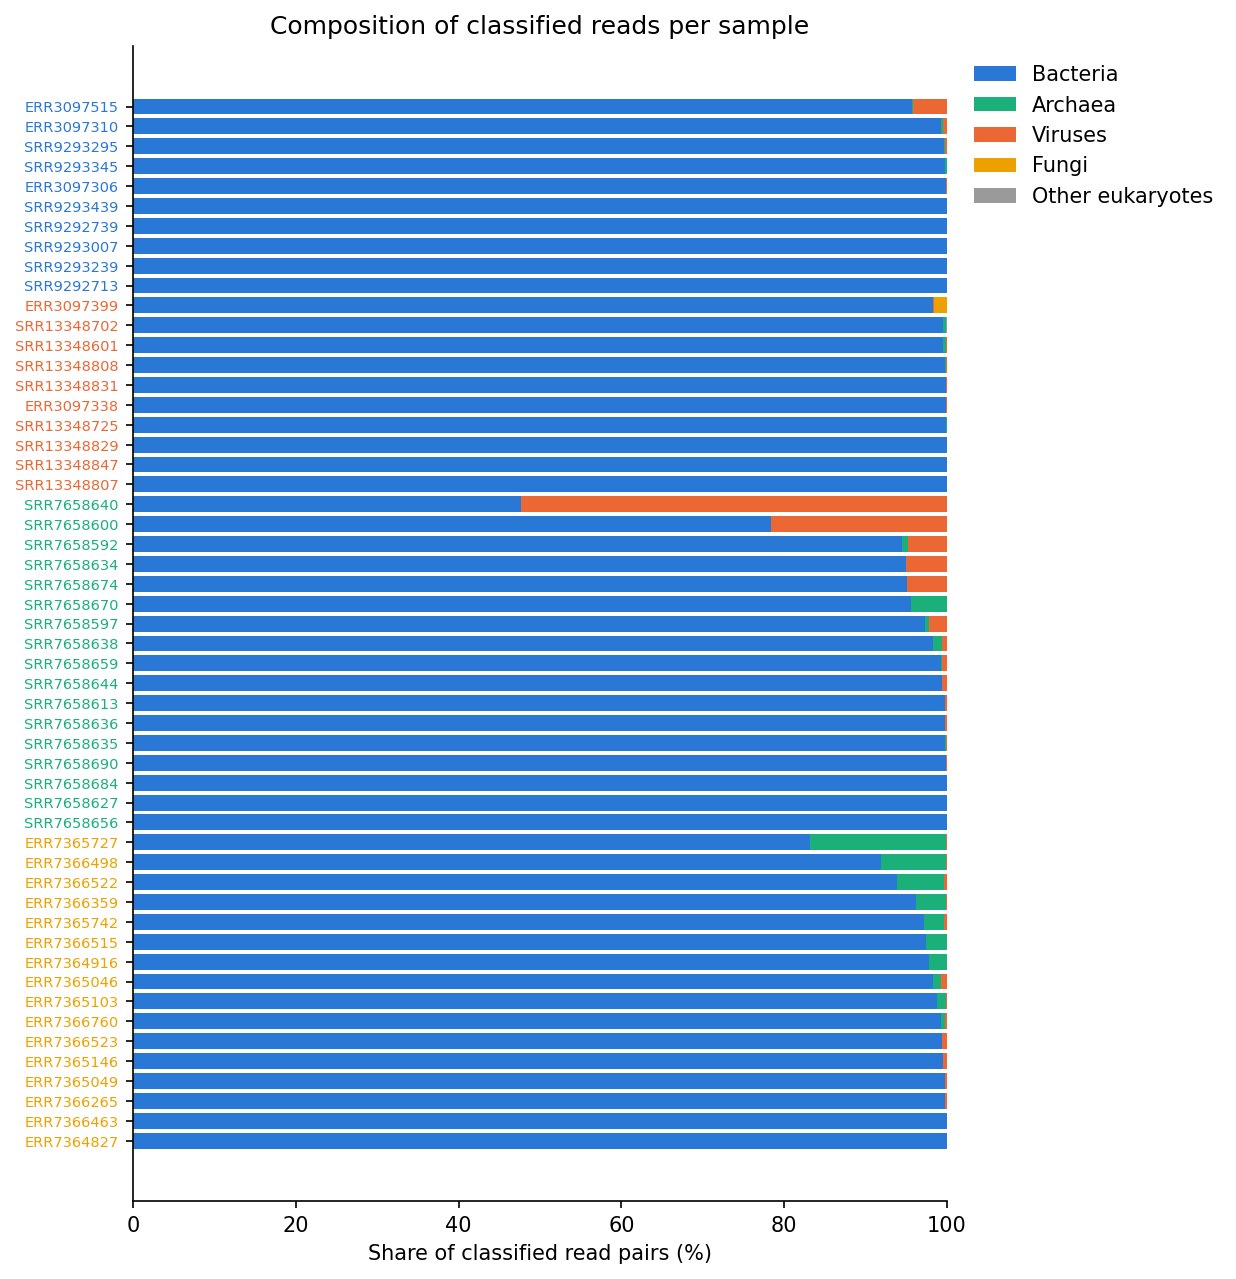 Composition of classified reads per sample
Bacteria
Archaea
Viruses
Fungi
Other eukaryotes
ERR3097515
ERR3097310
SRR9293295
SRR9293345
ERR3097306
SRR9293439
SRR9292739
SRR9293007
SRR9293239
SRR9292713
ERR3097399
SRR13348702
SRR13348601
SRR13348808
SRR13348831
ERR3097338
SRR13348725
SRR13348829
SRR13348847
SRR13348807
SRR7658640
SRR7658600
SRR7658592
SRR7658634
SRR7658674
SRR7658670
SRR7658597
SRR7658638
SRR7658659
SRR7658644
SRR7658613
SRR7658636
SRR7658635
SRR7658690
SRR7658684
SRR7658627
SRR7658656
ERR7365727
ERR7366498
ERR7366522
ERR7366359
ERR7365742
ERR7366515
ERR7364916
ERR7365046
ERR7365103
ERR7366760
ERR7366523
ERR7365146
ERR7365049
ERR7366265
ERR7366463
ERR7364827
0 20 40 60 80 100
Share of classified read pairs (%)